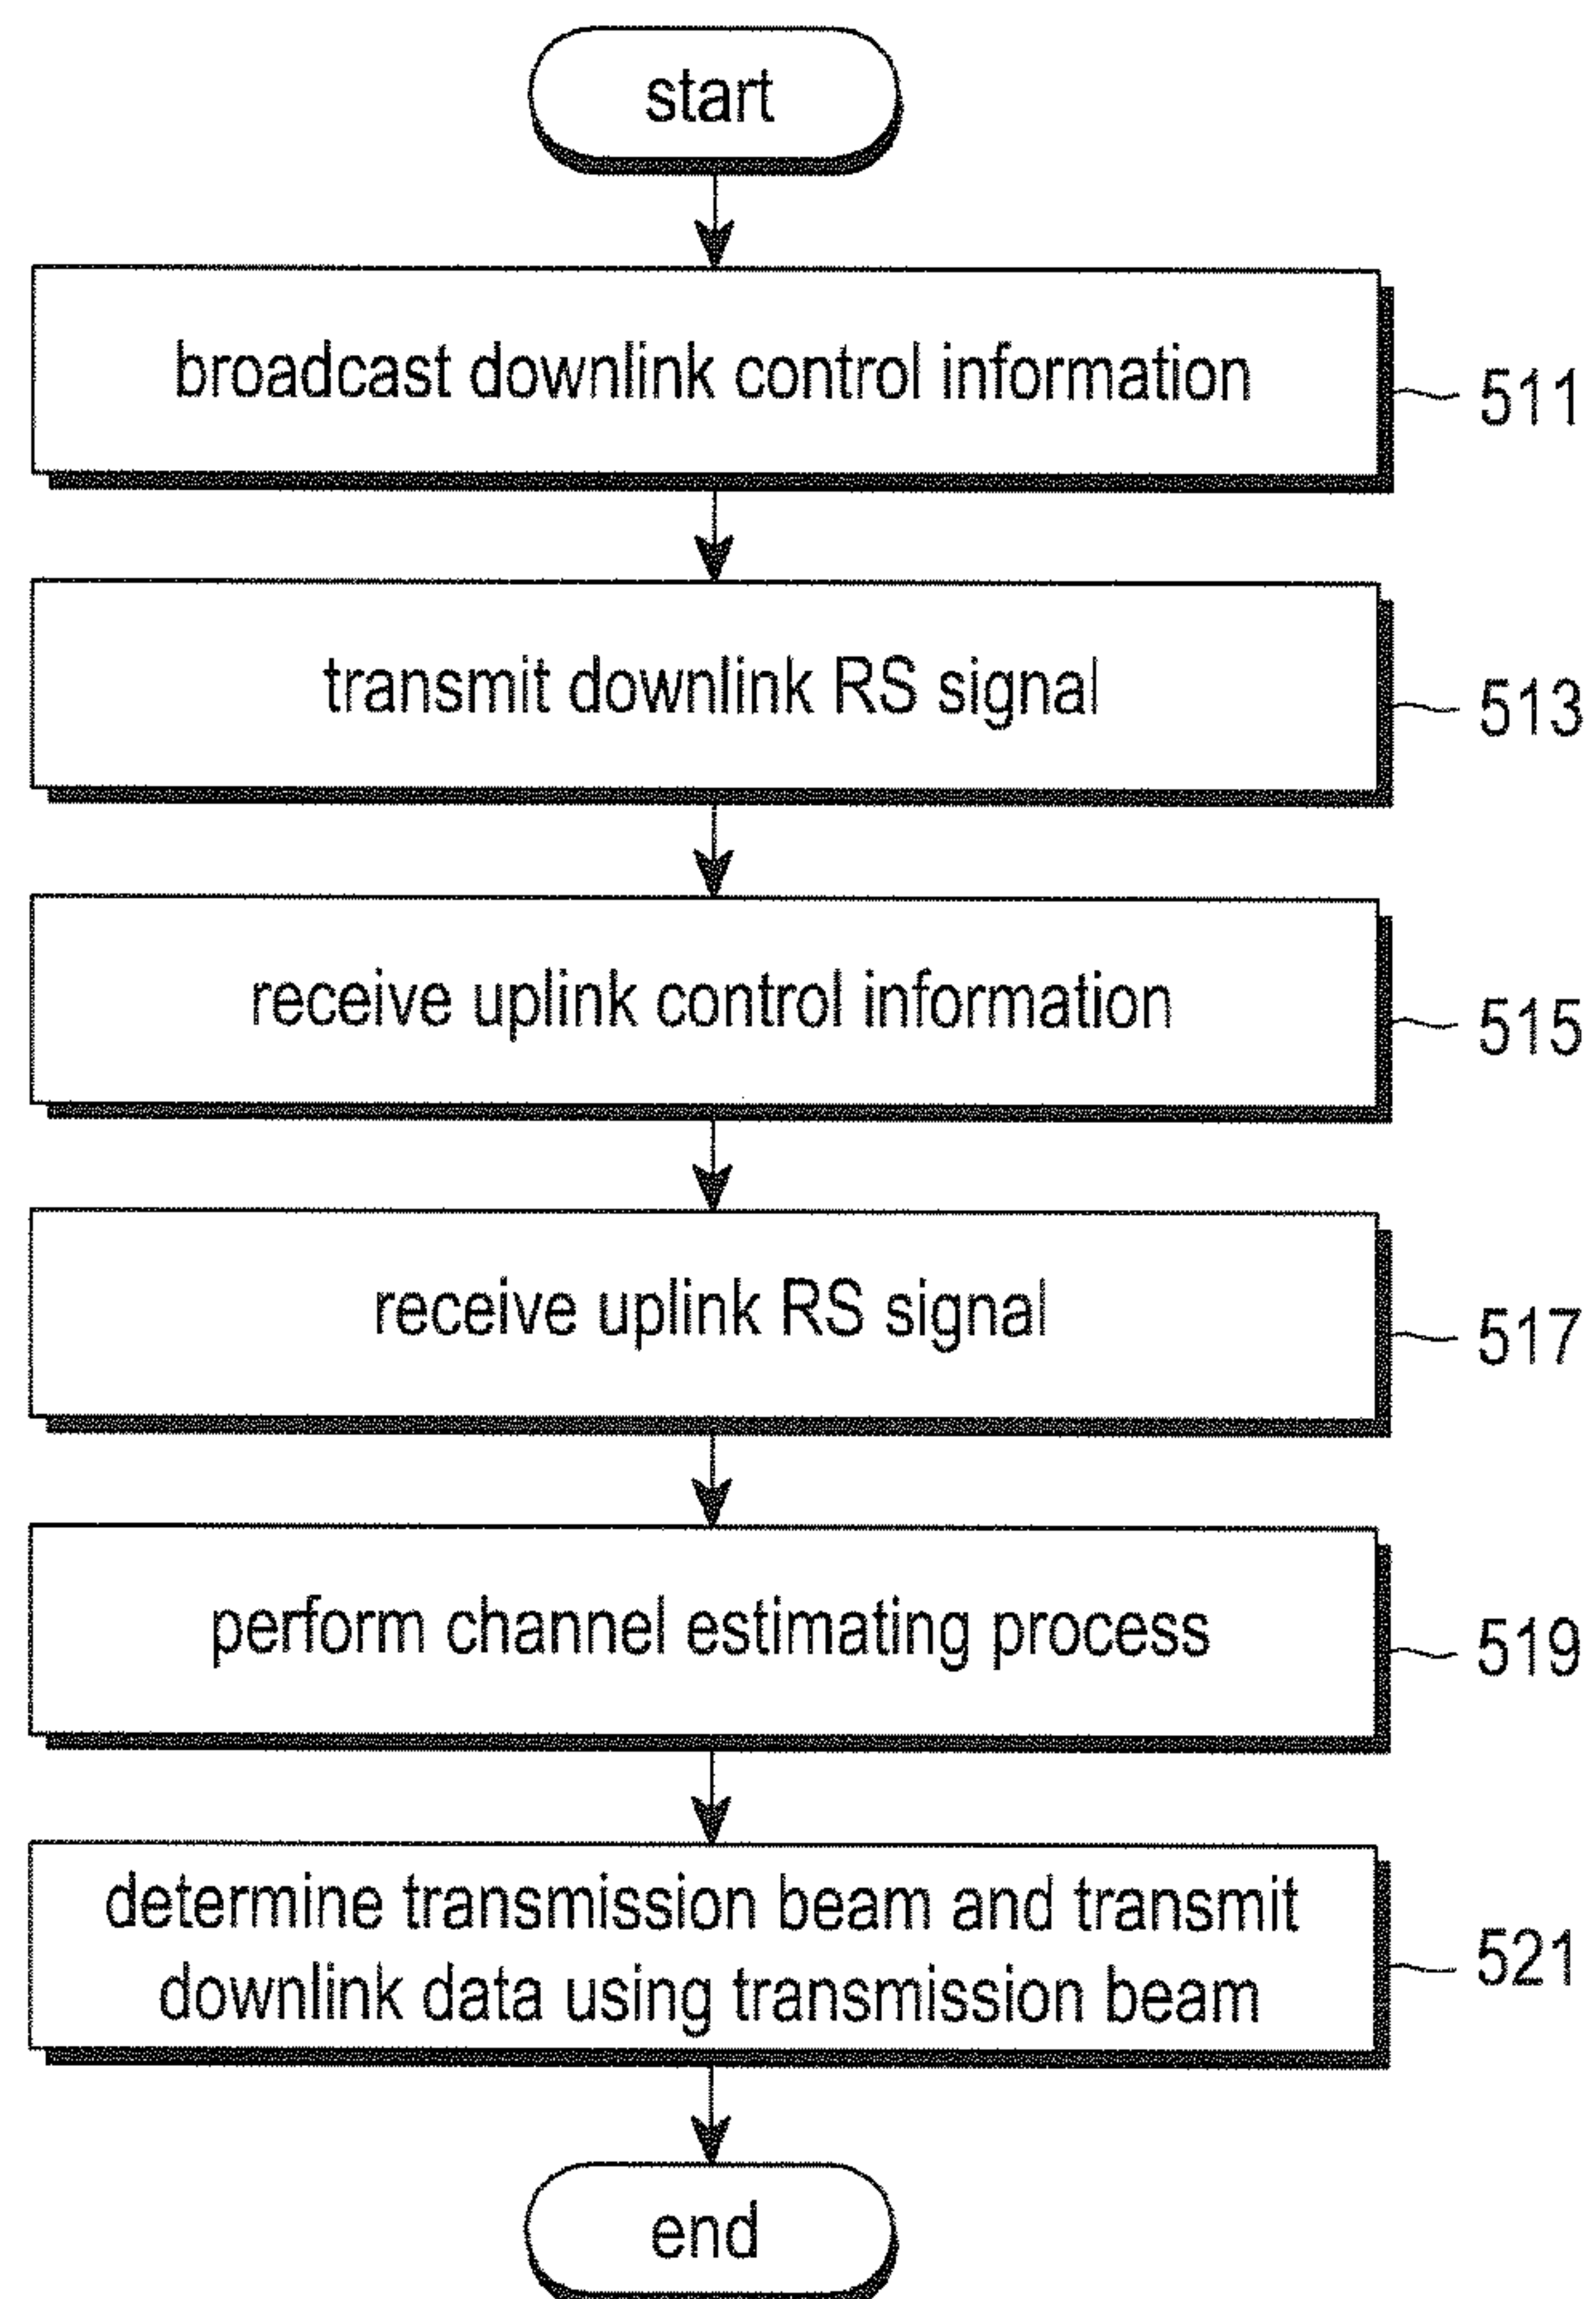 start
broadcast downlink control information
511
transmit downlink RS signal
513
receive uplink control information
515
receive uplink RS signal
517
perform channel estimating process
519
determine transmission beam and transmit
downlink data using transmission beam
521
end